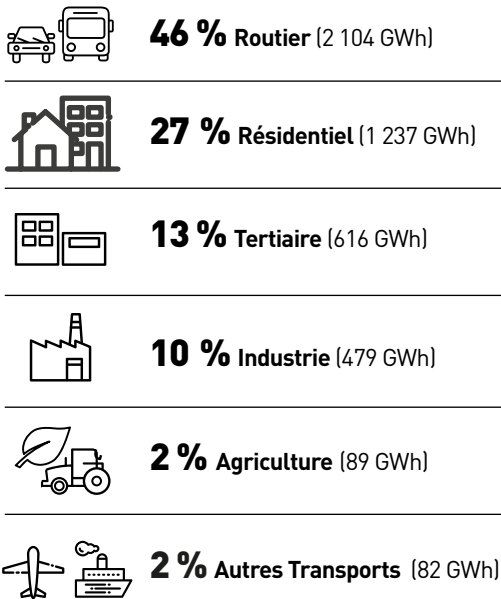 46 % Routier (2 104 GWh)
27 % Résidentiel (1 237 GWh)
13 % Tertiaire (616 GWh)
10 % Industrie (479 GWh)
2 % Agriculture (89 GWh)
2 % Autres Transports (82 GWh)